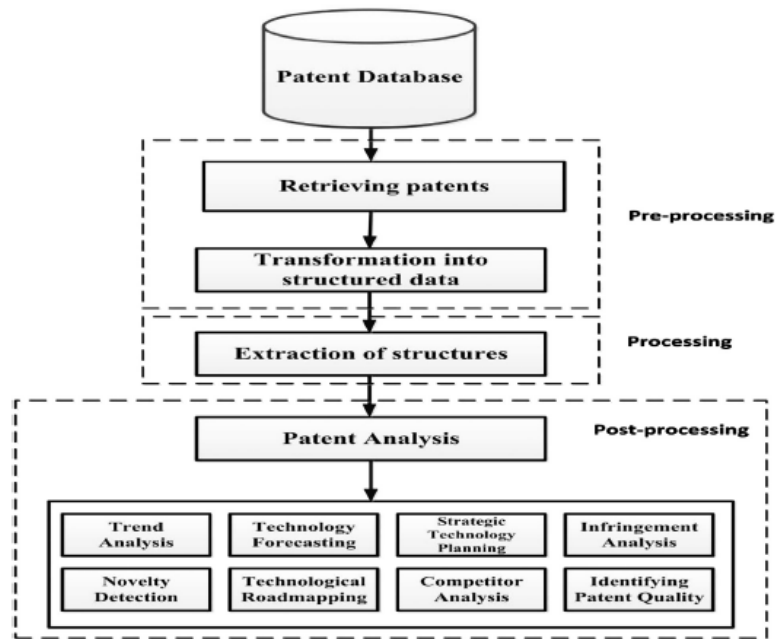 Patent Database
Retrieving patents
Pre-processing
Transformation into
structured data
Extraction of structures
Processing
Patent Analysis
Post-processing
Trend
Analysis
Technology
Forecasting
Strategic
Technology
Planning
Infringement
Analysis
Novelty
Detection
Technological
Roadmapping
Competitor
Analysis
Identifying
Patent Quality